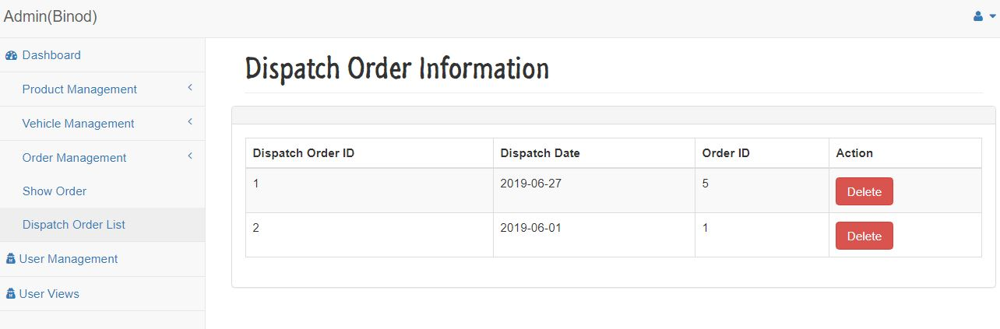 Admin(Binod)
Dashboard
Product Management
Vehicle Management
Order Management
Show Order
Dispatch Order List
User Management
User Views
Dispatch Order Information
Dispatch Order ID Dispatch Date Order ID Action
1 2019-06-27 5 Delete
2 2019-06-01 1 Delete